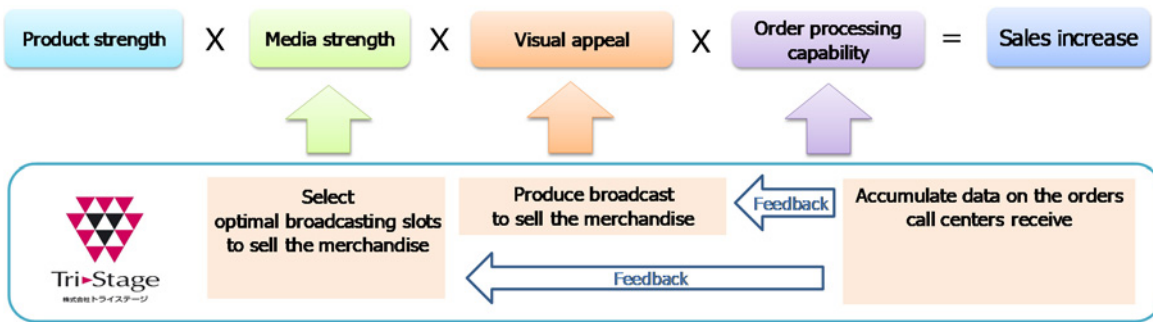 Product strength X Media strength X Visual appeal X Order processing = Sales increase
capability
Select
optimal broadcasting slots
to sell the merchandise
Produce broadcast
to sell the merchandise
Feedback
Accumulate data on the orders
call centers receive
Feedback
Tri-Stage
株式会社トライステージ